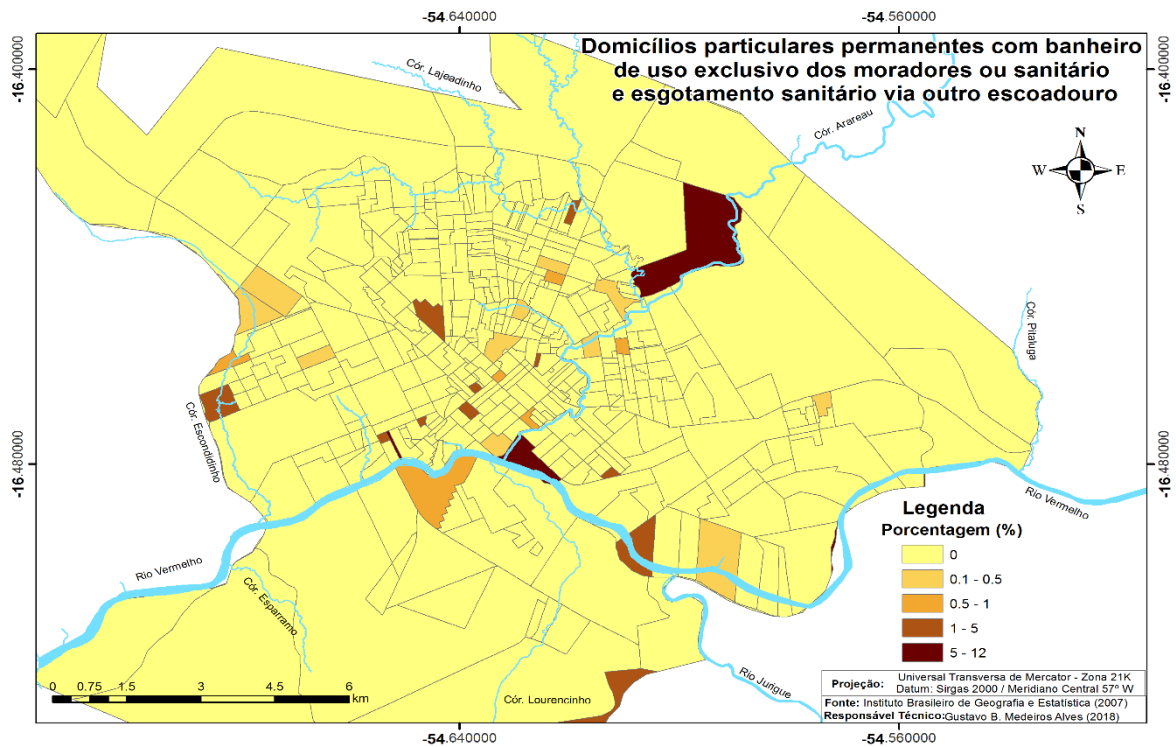 -54.640000
-54.560000
Domicílios particulares permanentes com banheiro
de uso exclusivo dos moradores ou sanitário
e esgotamento sanitário via outro escoadouro
-16.400000
-16.400000
Cór. Lajeadinho
Cór. Arareau
N
W
E
S
Cór. Pitaluga
Cór. Escondidinho
-16.480000
-16.480000
Rio Vermelho
Rio Vermelho
Cór. Esparramo
Legenda
Porcentagem (%)
0
0.1 - 0.5
0.5 - 1
1 - 5
5 - 12
Rio Jurigue
Cór. Lourencinho
0 0.75 1.5 3 4.5 6
km
Projeção: Universal Transversa de Mercator - Zona 21K
Datum: Sirgas 2000 / Meridiano Central 57º W
Fonte: Instituto Brasileiro de Geografia e Estatística (2007)
Responsável Técnico:Gustavo B. Medeiros Alves (2018)
-54.640000
-54.560000